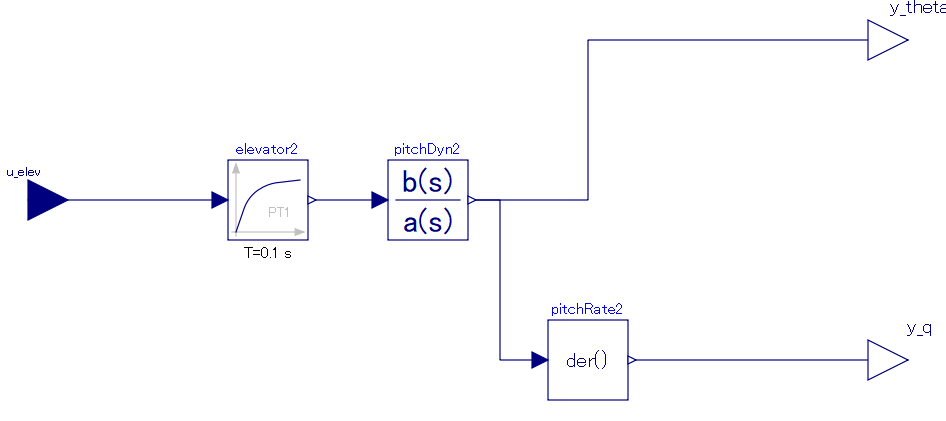 y_theta
elevator2
pitchDyn2
u_elev
b(s)
PT1
a(s)
T=0.1 s
pitchRate2
y_q
der()